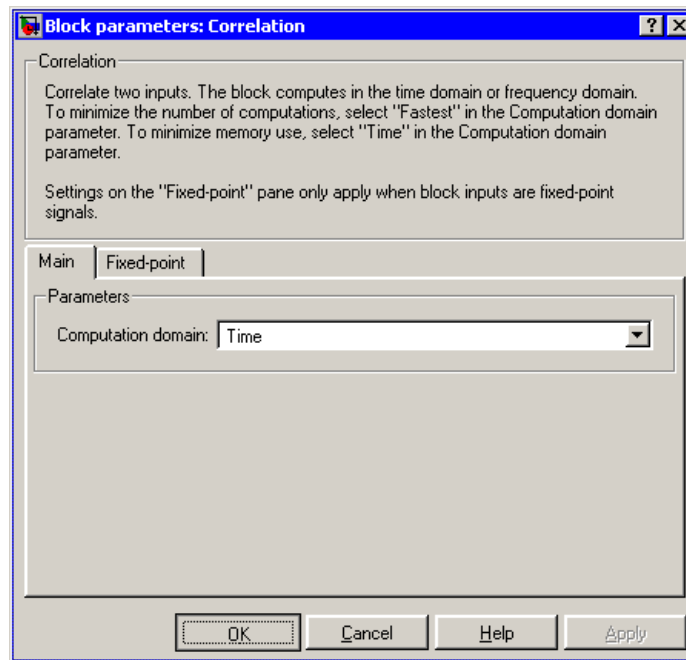 Block parameters: Correlation
Correlation
Correlate two inputs. The block computes in the time domain or frequency domain.
To minimize the number of computations, select "Fastest" in the Computation domain
parameter. To minimize memory use, select "Time" in the Computation domain
parameter.
Settings on the "Fixed-point" pane only apply when block inputs are fixed-point
signals.
Main Fixed-point
Parameters
Computation domain: Time
OK Cancel Help Apply